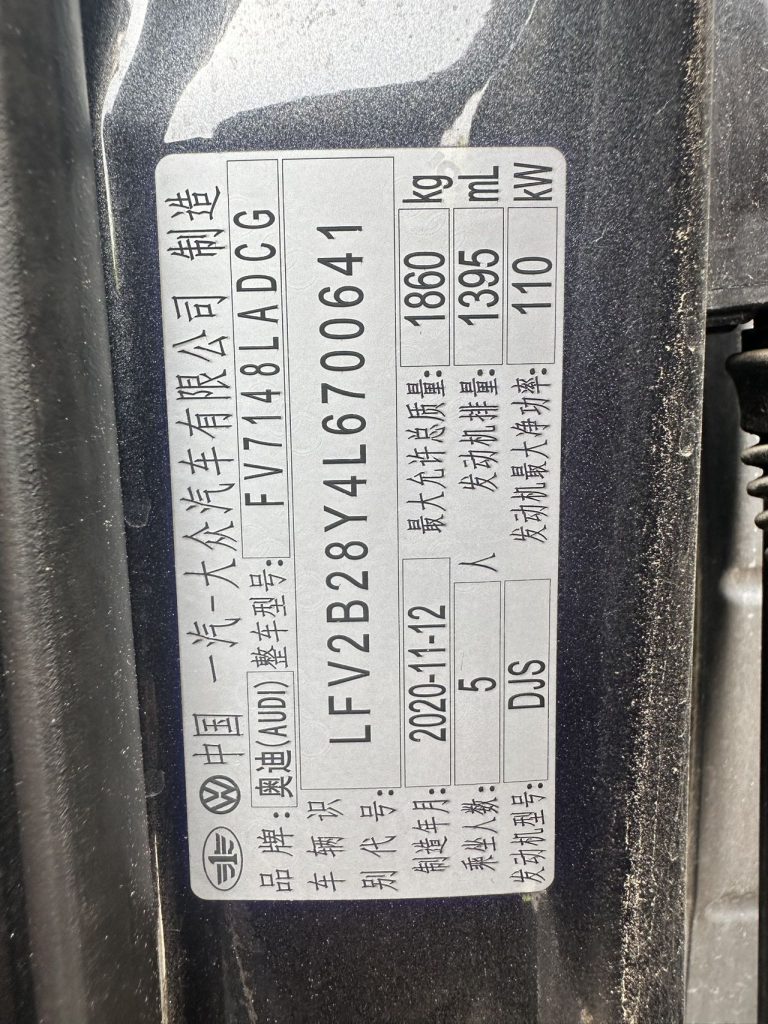 中国 一汽-大众汽车有限公司 制造
品牌: 奥迪(AUDI) 整车型号: FV7148LADCG
车辆识别代号: LFV2B28Y4L6700641
制造年月: 2020-11-12 最大允许总质量: 1860 kg
乘坐人数: 5 人 发动机排量: 1395 mL
发动机型号: DJS 发动机最大净功率: 110 kW